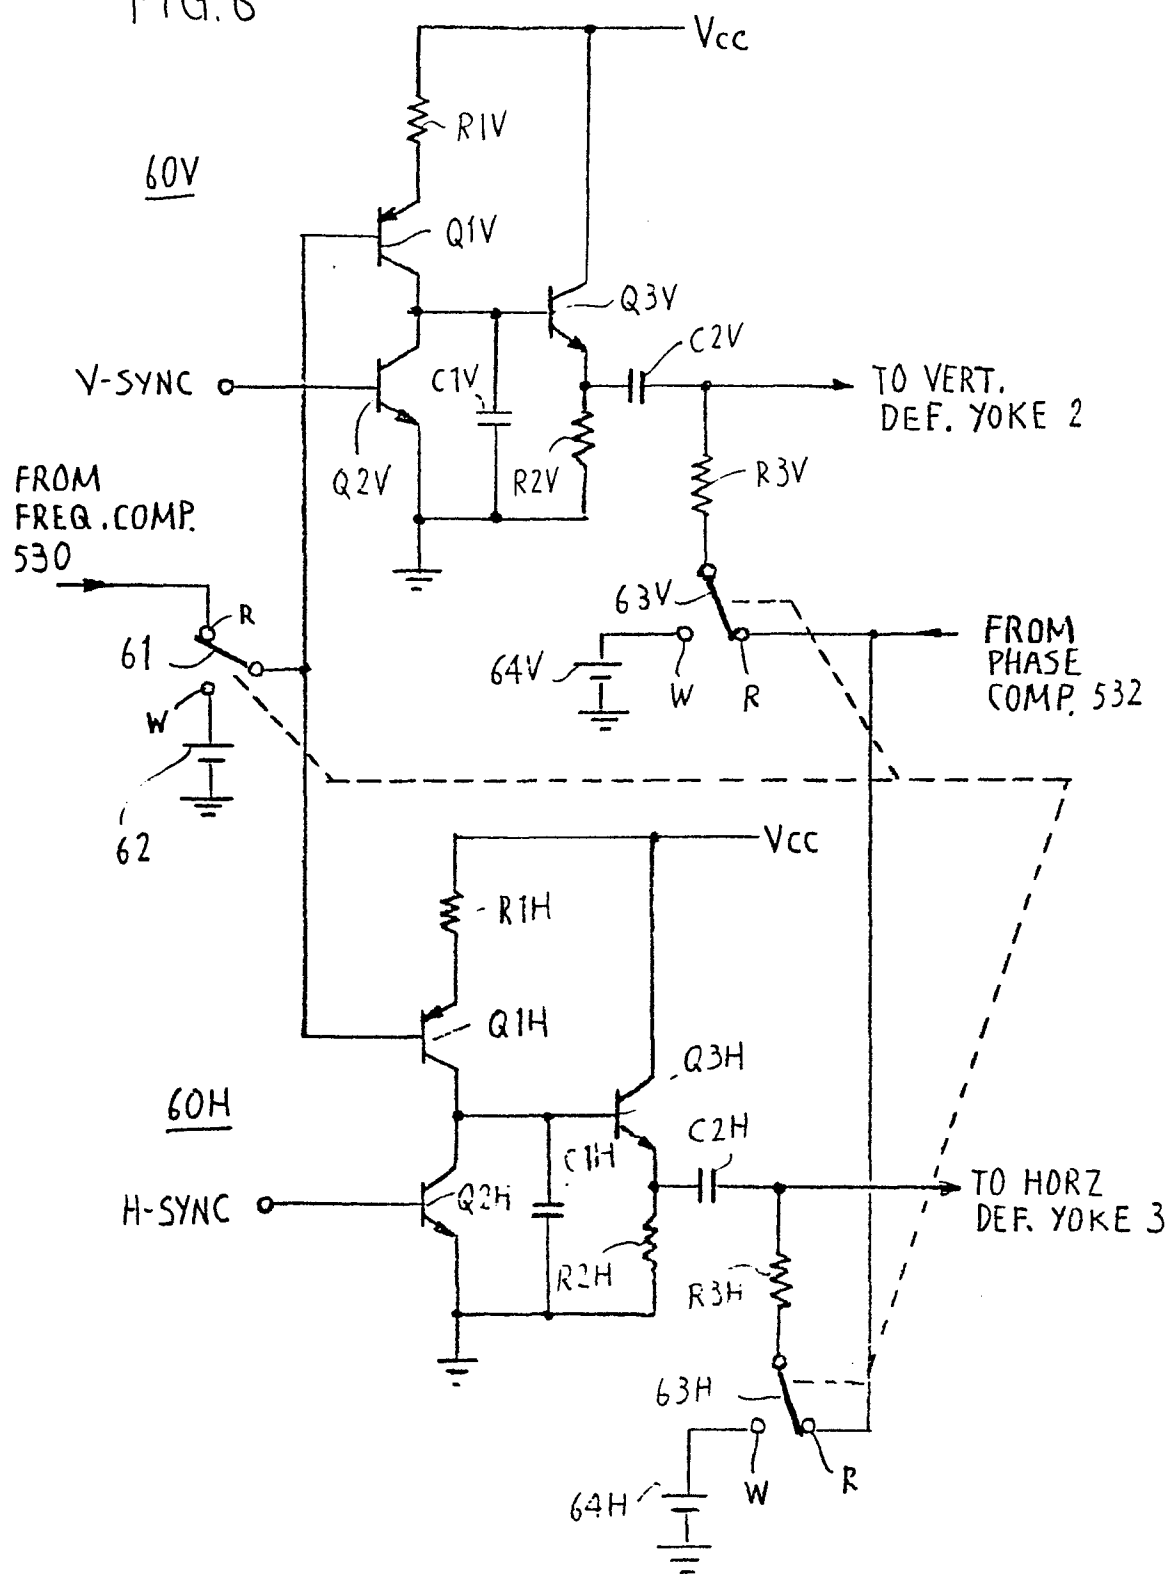 FIG. 6
Vcc
R1V
60V
Q1V
Q3V
C2V
V-SYNC
C1V
TO VERT.
DEF. YOKE 2
Q2V
R2V
R3V
FROM
FREQ. COMP.
530
63V
R
61
FROM
PHASE
COMP. 532
64V
W
R
W
62
Vcc
R1H
Q1H
Q3H
60H
C2H
C1H
H-SYNC
Q2H
TO HORZ
DEF. YOKE 3
R2H
R3H
63H
R
W
64H